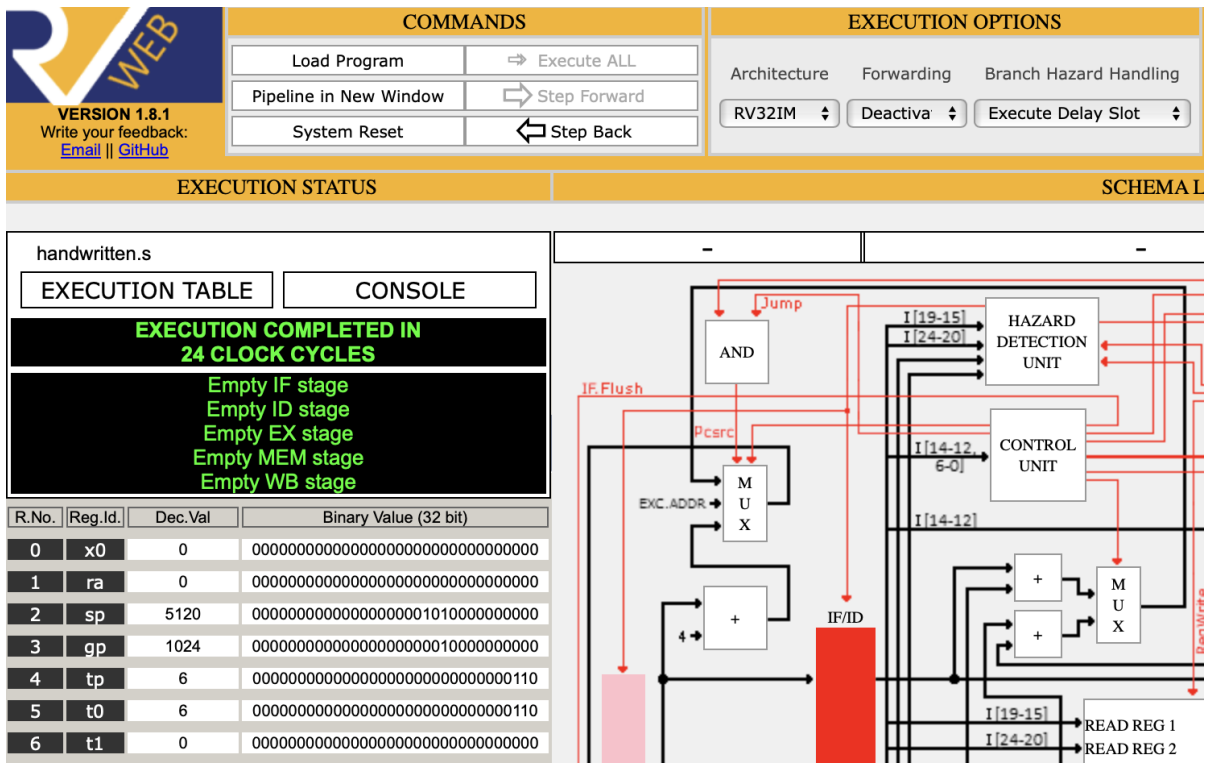 WEB
VERSION 1.8.1
Write your feedback:
Email || GitHub
COMMANDS
Load Program
Execute ALL
Pipeline in New Window
Step Forward
System Reset
Step Back
EXECUTION OPTIONS
Architecture
Forwarding
Branch Hazard Handling
RV32IM
Deactiva
Execute Delay Slot
EXECUTION STATUS
SCHEMA L
handwritten.s
EXECUTION TABLE
CONSOLE
EXECUTION COMPLETED IN
24 CLOCK CYCLES
Empty IF stage
Empty ID stage
Empty EX stage
Empty MEM stage
Empty WB stage
R.No. Reg.Id. Dec.Val Binary Value (32 bit)
0 x0 0 00000000000000000000000000000000
1 ra 0 00000000000000000000000000000000
2 sp 5120 00000000000000000001010000000000
3 gp 1024 00000000000000000000010000000000
4 tp 6 00000000000000000000000000000110
5 t0 6 00000000000000000000000000000110
6 t1 0 00000000000000000000000000000000
-
-
Jump
AND
I[19-15]
I[24-20]
HAZARD
DETECTION
UNIT
IF.Flush
Pcsrc
I[14-12,
6-0]
CONTROL
UNIT
EXC.ADDR
M
U
X
I[14-12]
+
4
IF/ID
+
+
M
U
X
RegWrite
I[19-15]
READ REG 1
I[24-20]
READ REG 2